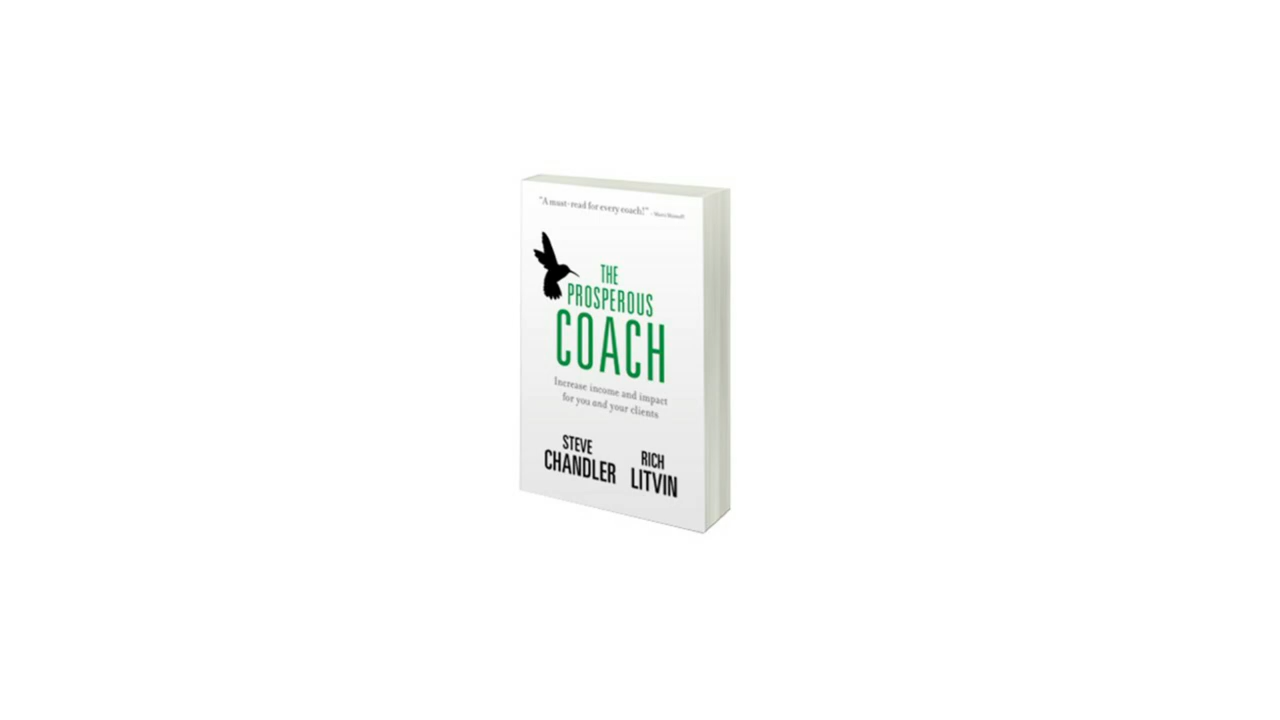 "A must-read for every coach!"
THE
PROSPEROUS
COACH
Increase income and impact
for you and your clients
STEVE
CHANDLER
RICH
LITVIN